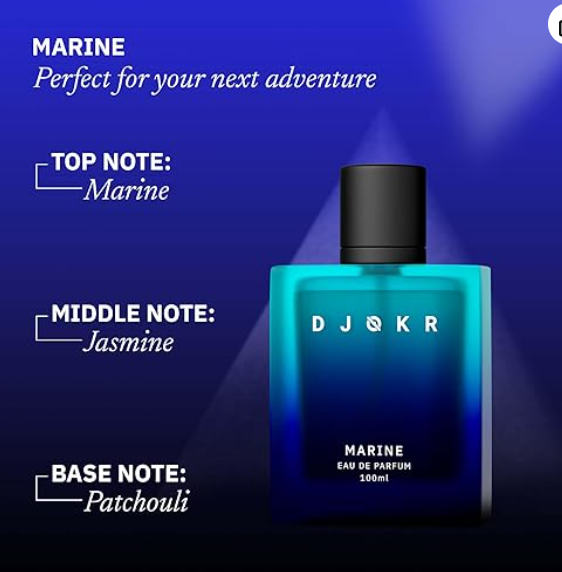 MARINE
Perfect for your next adventure
TOP NOTE:
Marine
MIDDLE NOTE:
Jasmine
BASE NOTE:
Patchouli
DJOKR
MARINE
EAU DE PARFUM
100ml